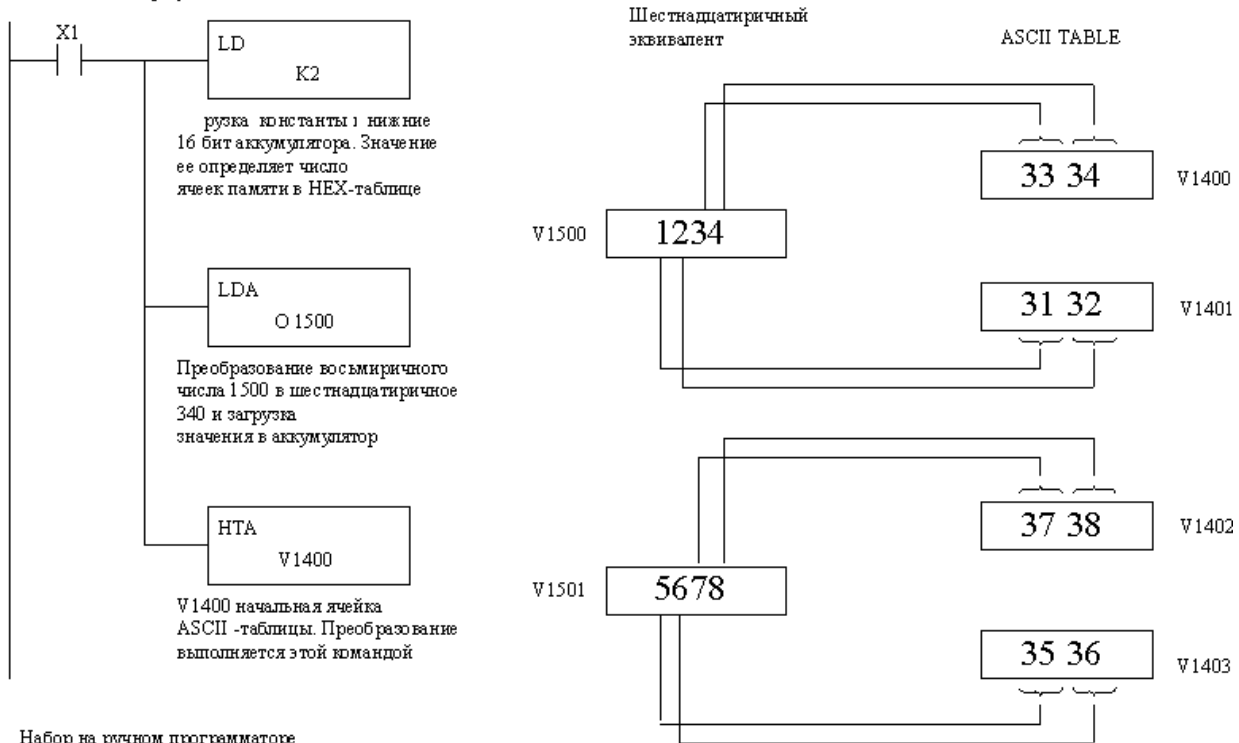 X1
LD
K2
рузка константы нижние
16 бит аккумулятора. Значение
ее определяет число
ячеек памяти в HEX-таблице
LDA
O 1500
Преобразование восьмиричного
числа 1500 в шестнадцатиричное
340 и загрузка
значения в аккумулятор
HTA
V1400
V1400 начальная ячейка
ASCII -таблицы. Преобразование
выполняется этой командой
Шестнадцатиричный
эквивалент
ASCII TABLE
33 34
V1400
V1500
1234
31 32
V1401
37 38
V1402
V1501
5678
35 36
V1403
Набор на ручном программаторе